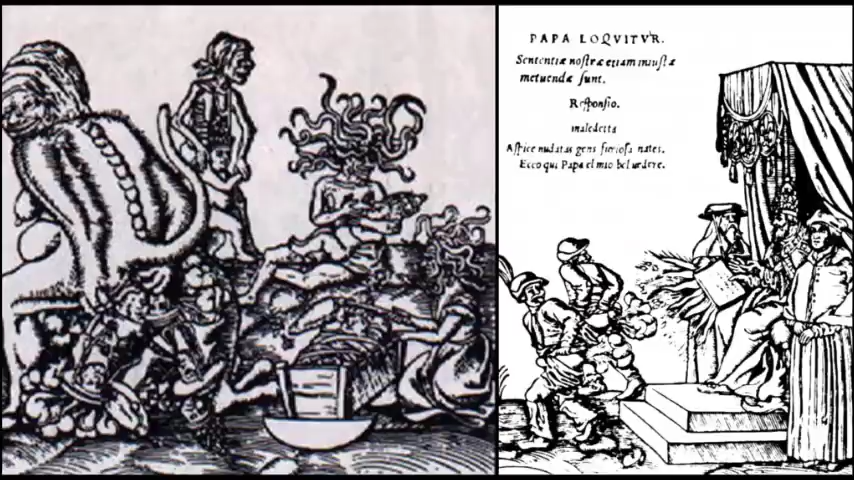 PAPA LOQVITVR.
Sententiæ nostræ etiam iniustæ
metuendæ sunt.
Responsio.
maledetta
Aspice nudatas gens furiosa nates.
Ecco qui Papa el mio bel uedere.